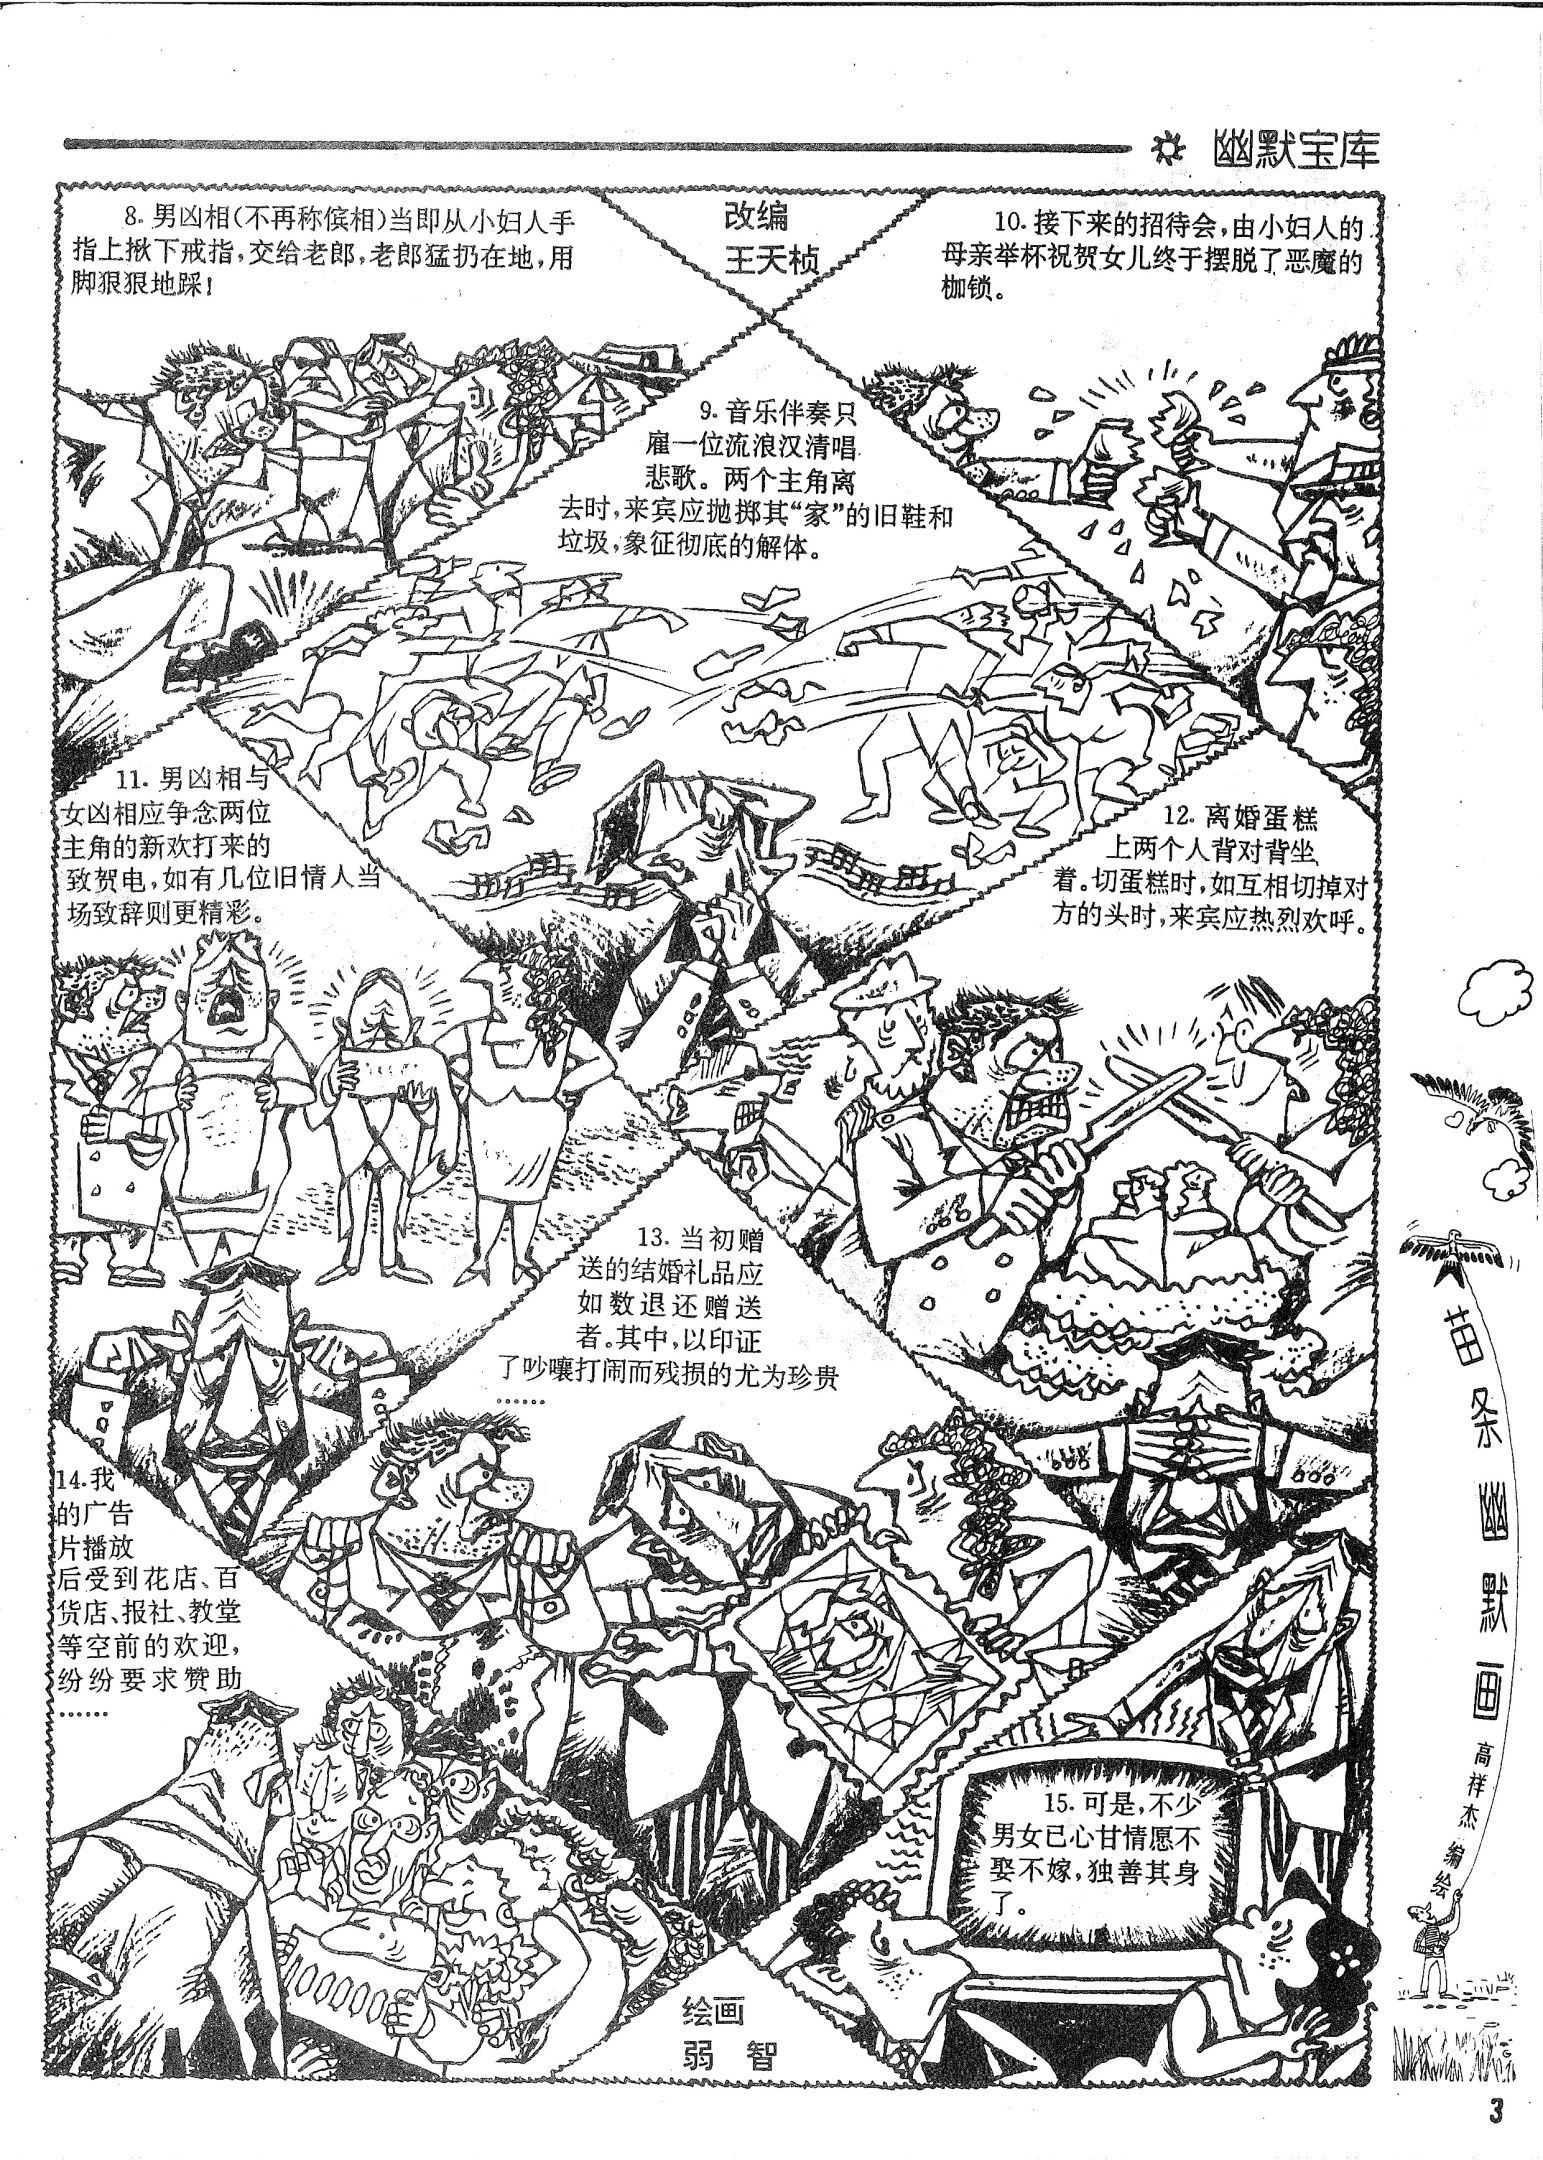 幽默宝库
8. 男凶相(不再称傧相)当即从小妇人手
指上揪下戒指,交给老郎,老郎猛扔在地,用
脚狠狠地踩!
改编
王天桢
10. 接下来的招待会,由小妇人的
母亲举杯祝贺女儿终于摆脱了恶魔的
枷锁。
9. 音乐伴奏只
雇一位流浪汉清唱
悲歌。两个主角离
去时,来宾应抛掷其“家”的旧鞋和
垃圾,象征彻底的解体。
11. 男凶相与
女凶相应争念两位
主角的新欢打来的
致贺电,如有几位旧情人当
场致辞则更精彩。
12. 离婚蛋糕
上两个人背对背坐
着。切蛋糕时,如互相切掉对
方的头时,来宾应热烈欢呼。
13. 当初赠
送的结婚礼品应
如数退还赠送
者。其中,以印证
了吵嚷打闹而残损的尤为珍贵
……
14. 我
的广告
片播放
后受到花店、百
货店、报社、教堂
等空前的欢迎,
纷纷要求赞助
……
15. 可是,不少
男女已心甘情愿不
娶不嫁,独善其身
了。
绘画
弱智
苗条幽默画
高祥杰 编绘
3